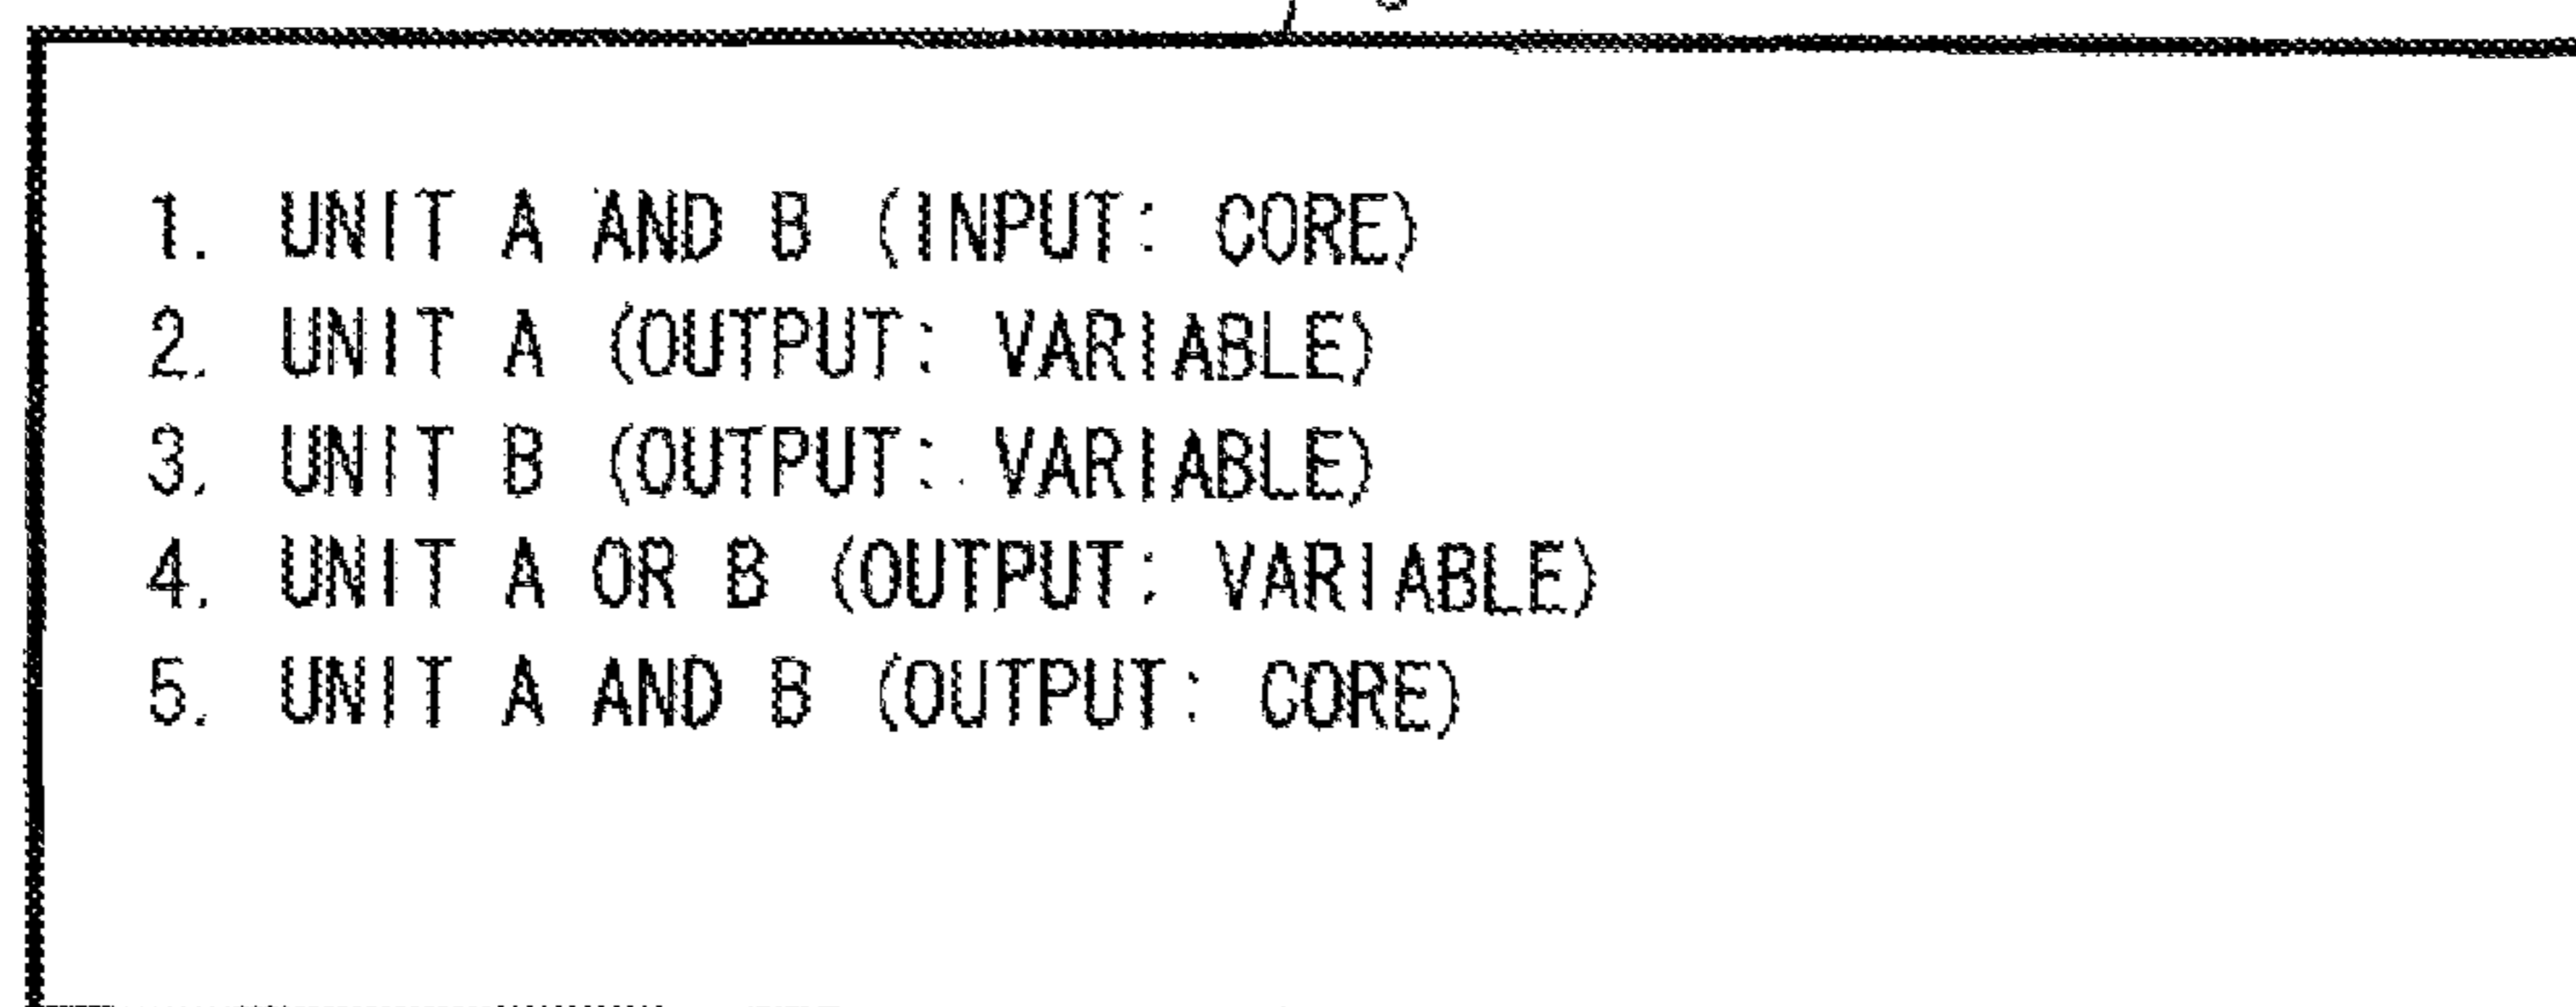 1. UNIT A AND B (INPUT: CORE)
2. UNIT A (OUTPUT: VARIABLE)
3. UNIT B (OUTPUT: VARIABLE)
4. UNIT A OR B (OUTPUT: VARIABLE)
5. UNIT A AND B (OUTPUT: CORE)